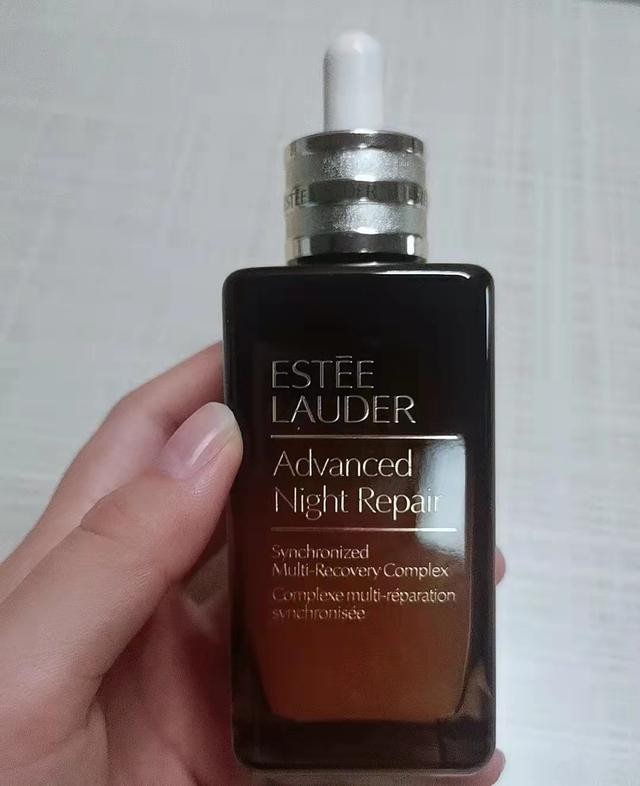 ESTĒE
LAUDER
Advanced
Night Repair
Synchronized
Multi-Recovery Complex
Complexe multi-réparation
synchronisée